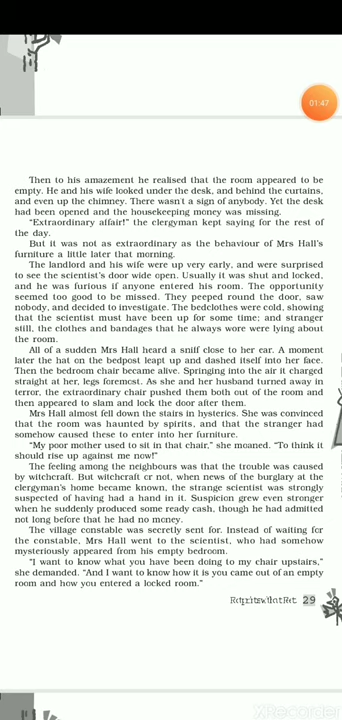 01:47
Then to his amazement he realised that the room appeared to be
empty. He and his wife looked under the desk, and behind the curtains,
and even up the chimney. There wasn't a sign of anybody. Yet the desk
had been opened and the housekeeping money was missing.
“Extraordinary affair!” the clergyman kept saying for the rest of
the day.
But it was not as extraordinary as the behaviour of Mrs Hall's
furniture a little later that morning.
The landlord and his wife were up very early, and were surprised
to see the scientist's door wide open. Usually it was shut and locked,
and he was furious if anyone entered his room. The opportunity
seemed too good to be missed. They peeped round the door, saw
nobody, and decided to investigate. The bedclothes were cold, showing
that the scientist must have been up for some time; and stranger
still, the clothes and bandages that he always wore were lying about
the room.
All of a sudden Mrs Hall heard a sniff close to her ear. A moment
later the hat on the bedpost leapt up and dashed itself into her face.
Then the bedroom chair became alive. Springing into the air it charged
straight at her, legs foremost. As she and her husband turned away in
terror, the extraordinary chair pushed them both out of the room and
then appeared to slam and lock the door after them.
Mrs Hall almost fell down the stairs in hysterics. She was convinced
that the room was haunted by spirits, and that the stranger had
somehow caused these to enter into her furniture.
“My poor mother used to sit in that chair,” she moaned. “To think it
should rise up against me now!”
The feeling among the neighbours was that the trouble was caused
by witchcraft. But witchcraft or not, when news of the burglary at the
clergyman's home became known, the strange scientist was strongly
suspected of having had a hand in it. Suspicion grew even stronger
when he suddenly produced some ready cash, though he had admitted
not long before that he had no money.
The village constable was secretly sent for. Instead of waiting for
the constable, Mrs Hall went to the scientist, who had somehow
mysteriously appeared from his empty bedroom.
“I want to know what you have been doing to my chair upstairs,”
she demanded. “And I want to know how it is you came out of an empty
room and how you entered a locked room.”
29
XRecorder